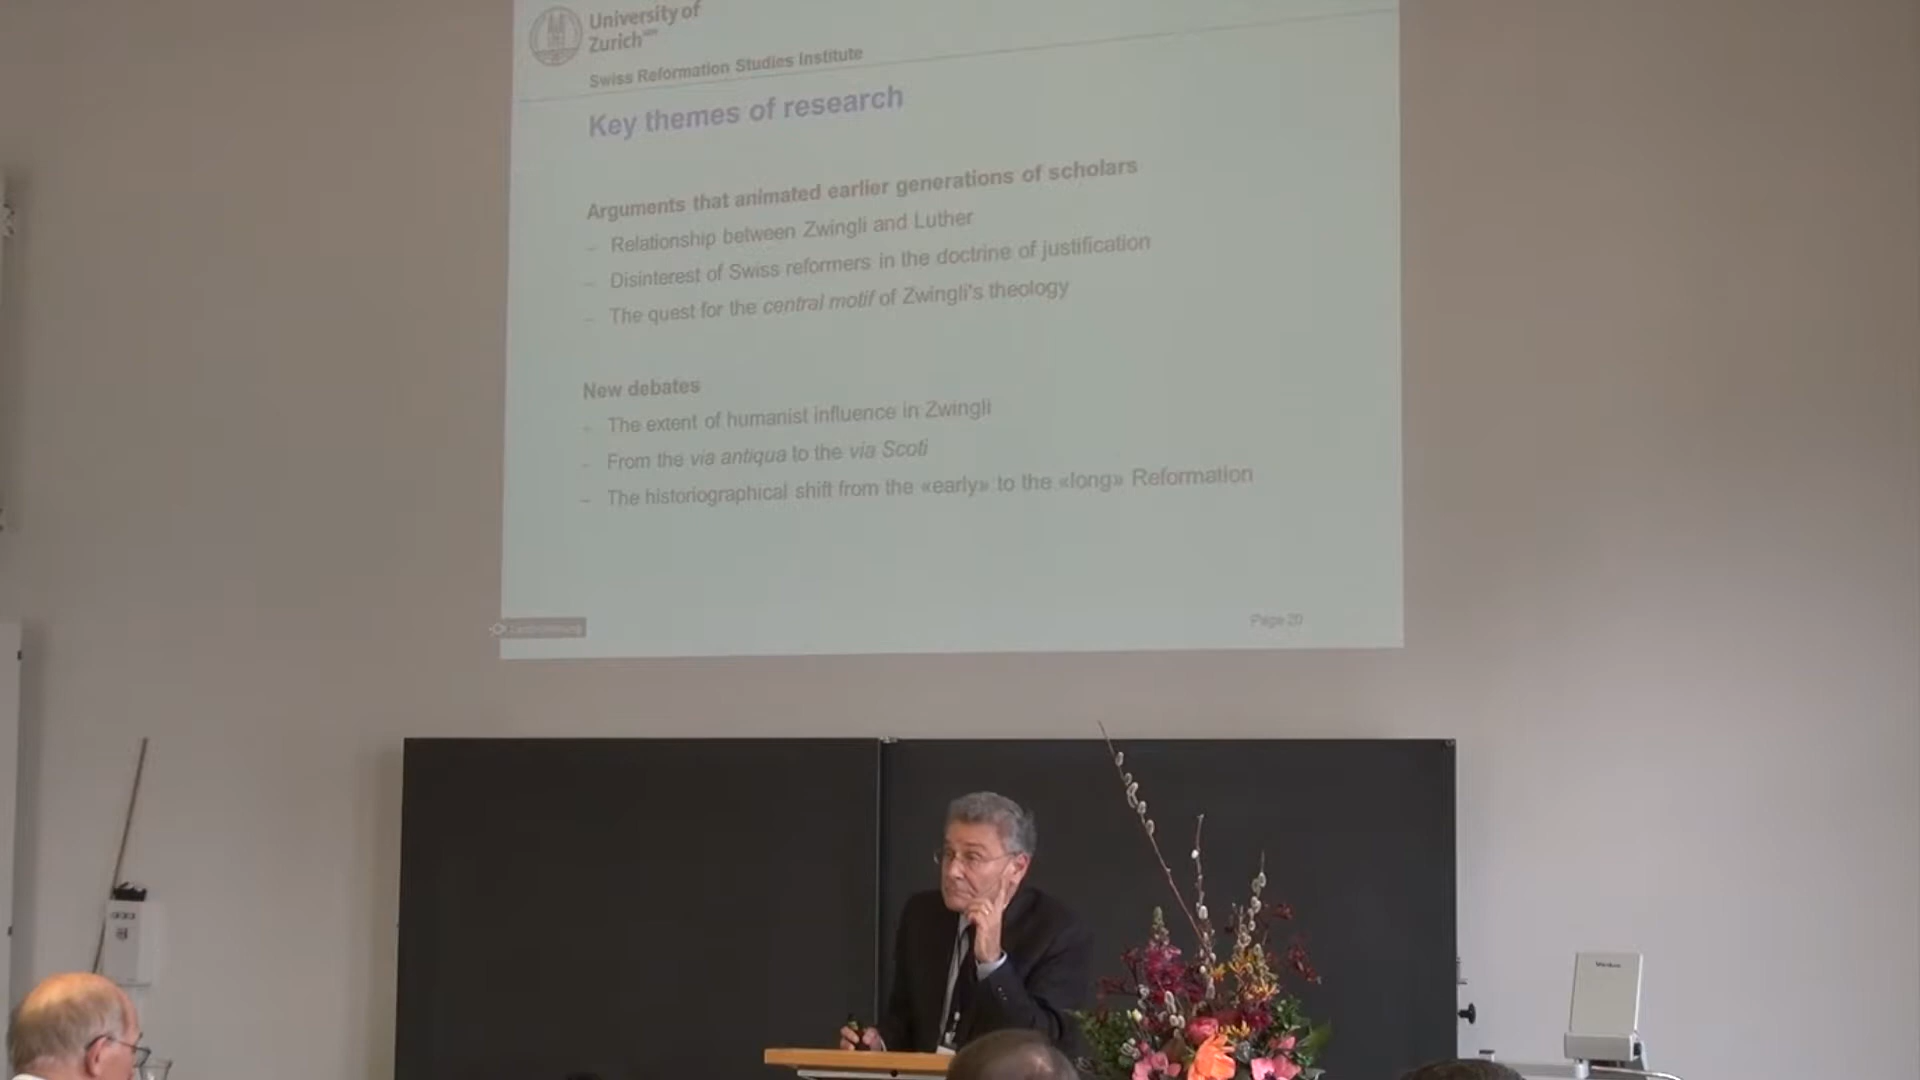 University of
Zurich
Swiss Reformation Studies Institute
Key themes of research
Arguments that animated earlier generations of scholars
– Relationship between Zwingli and Luther
– Disinterest of Swiss reformers in the doctrine of justification
– The quest for the central motif of Zwingli's theology
New debates
– The extent of humanist influence in Zwingli
– From the via antiqua to the via Scoti
– The historiographical shift from the «early» to the «long» Reformation
Page 20